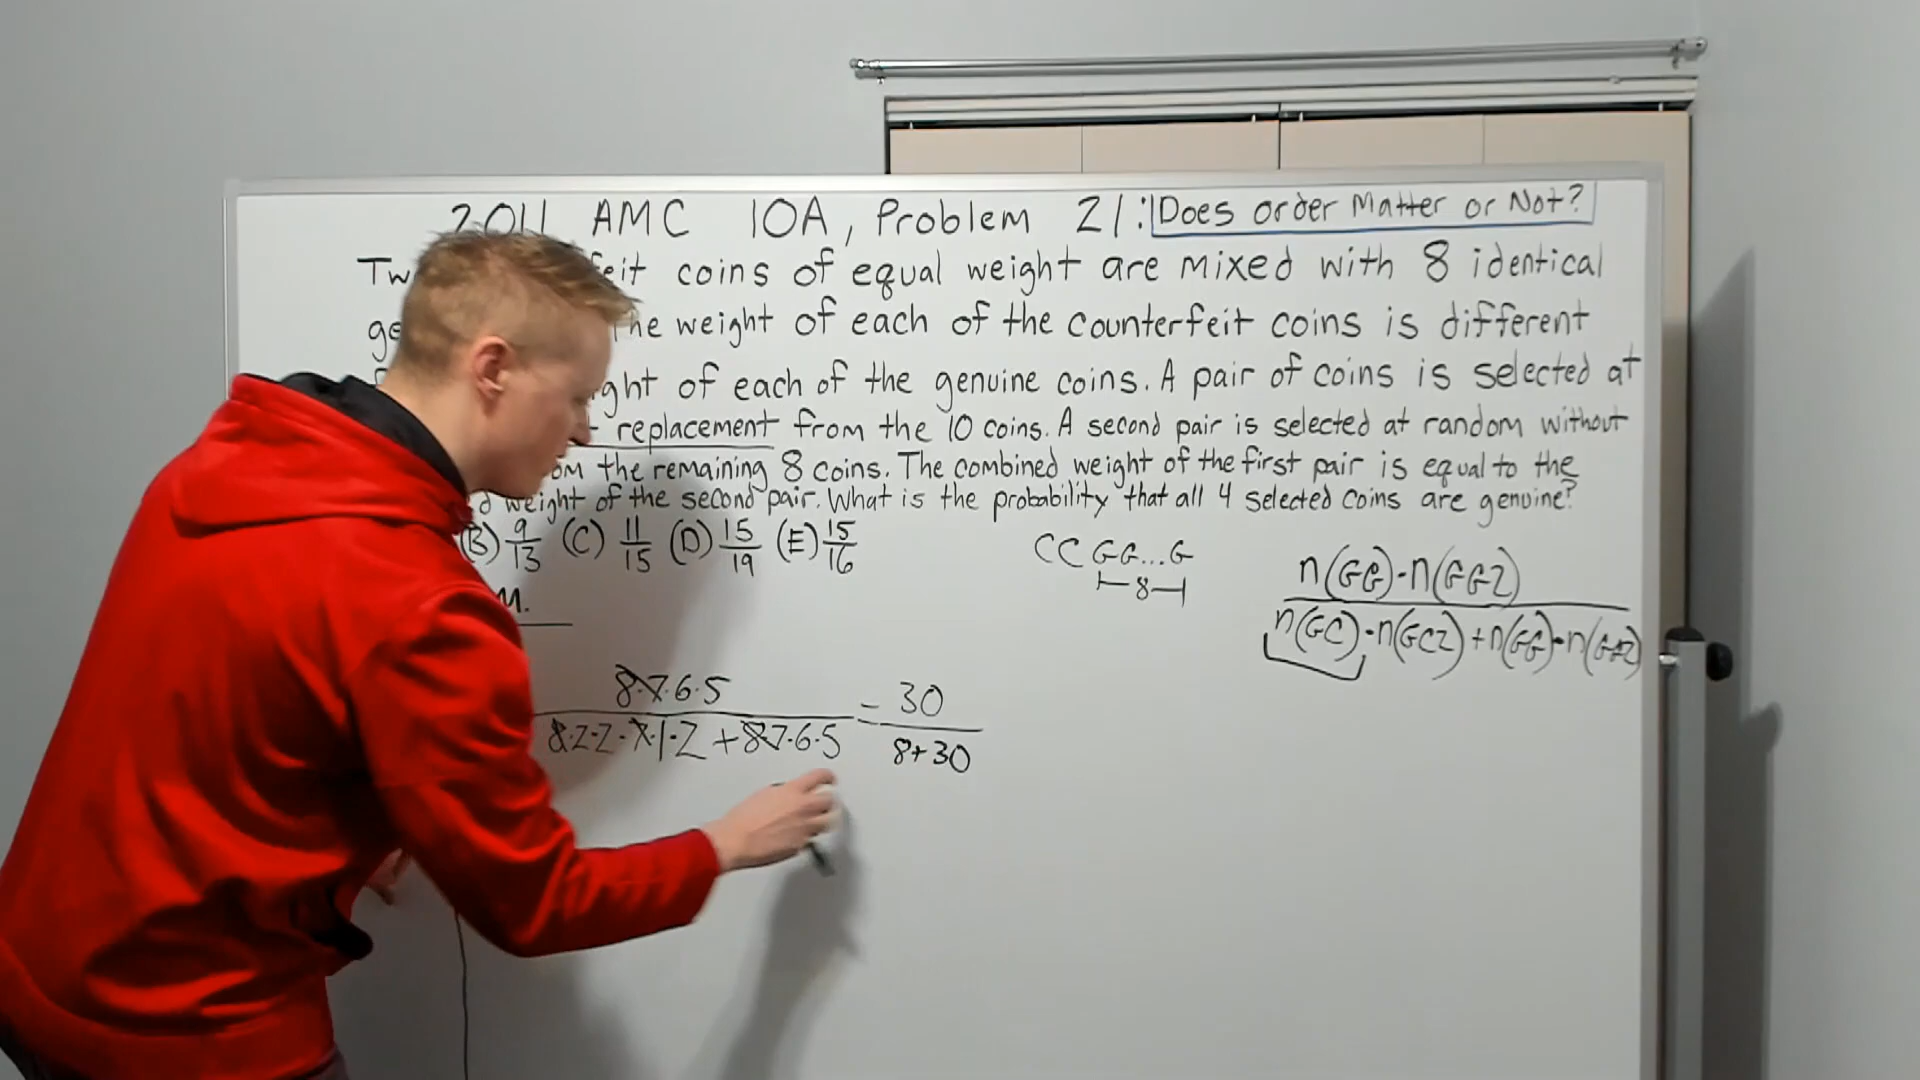 2011 AMC 10A, Problem 21: Does order Matter or Not?
Tw feit coins of equal weight are mixed with 8 identical
ge he weight of each of the counterfeit coins is different
ght of each of the genuine coins. A pair of coins is selected at
replacement from the 10 coins. A second pair is selected at random without
om the remaining 8 coins. The combined weight of the first pair is equal to the
d weight of the second pair. What is the probability that all 4 selected coins are genuine?
(B) 9/13 (C) 11/15 (D) 15/19 (E) 15/16
M.
CCGG...G
8
n(GG)·n(GG2)
n(GC)·n(GC2)+n(GG)·n(GG2)
8·7·6·5
8·2·2·7·1·2+8·7·6·5
= 30
8+30